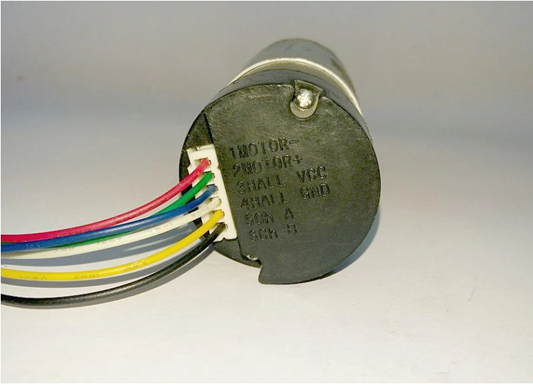 1MOTOR-
2MOTOR+
3HALL VCC
4HALL GND
5CH A
6CH B